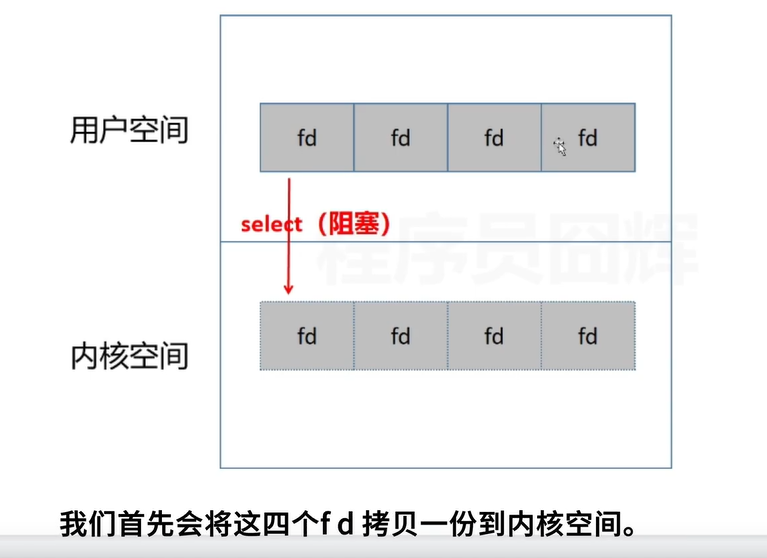 用户空间
fd fd fd fd
select（阻塞）
程序员囧辉
内核空间
fd fd fd fd
我们首先会将这四个f d 拷贝一份到内核空间。